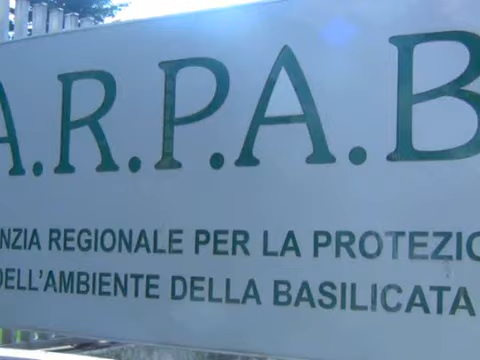 A.R.P.A.B
NZIA REGIONALE PER LA PROTEZIO
DELL'AMBIENTE DELLA BASILICATA